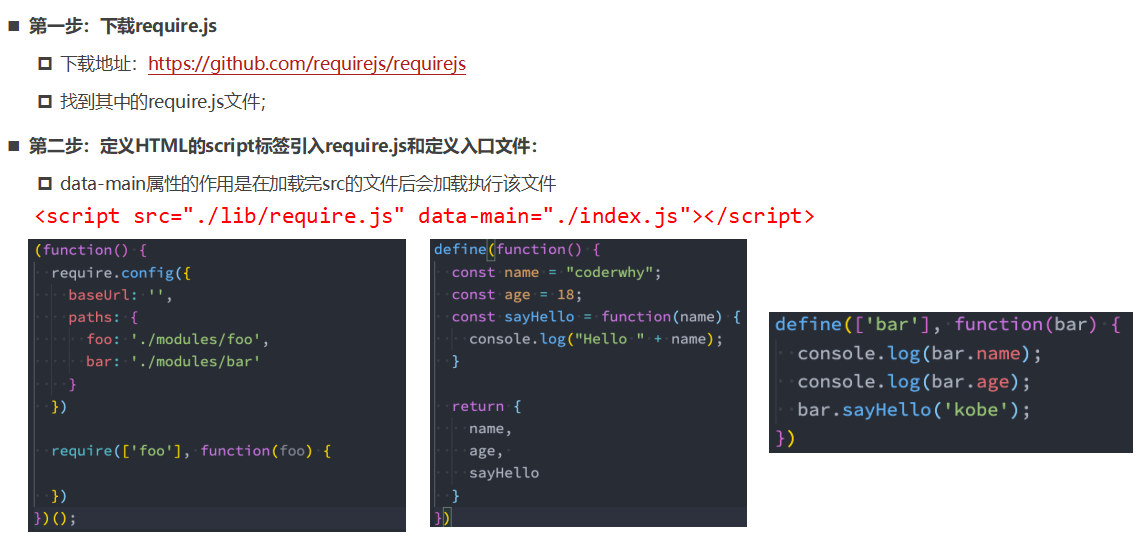 第一步：下载require.js
下载地址：https://github.com/requirejs/requirejs
找到其中的require.js文件；
第二步：定义HTML的script标签引入require.js和定义入口文件：
data-main属性的作用是在加载完src的文件后会加载执行该文件
<script src="./lib/require.js" data-main="./index.js"></script>
(function() {
  require.config({
    baseUrl: '',
    paths: {
      foo: './modules/foo',
      bar: './modules/bar'
    }
  })
  require(['foo'], function(foo) {
  })
})();
define(function() {
  const name = "coderwhy";
  const age = 18;
  const sayHello = function(name) {
    console.log("Hello " + name);
  }
  return {
    name,
    age,
    sayHello
  }
})
define(['bar'], function(bar) {
  console.log(bar.name);
  console.log(bar.age);
  bar.sayHello('kobe');
})